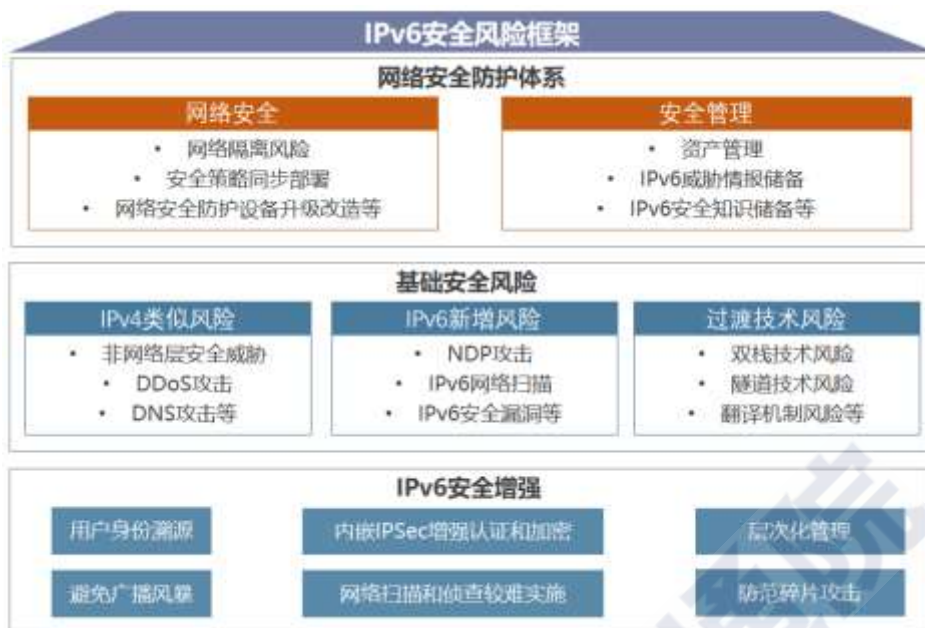 IPv6安全风险框架
网络安全防护体系
网络安全
• 网络隔离风险
• 安全策略同步部署
• 网络安全防护设备升级改造等
安全管理
• 资产管理
• IPv6威胁情报储备
• IPv6安全知识储备等
基础安全风险
IPv4类似风险
• 非网络层安全威胁
• DDoS攻击
• DNS攻击等
IPv6新增风险
• NDP攻击
• IPv6网络扫描
• IPv6安全漏洞等
过渡技术风险
• 双栈技术风险
• 隧道技术风险
• 翻译机制风险等
IPv6安全增强
用户身份溯源
内嵌IPSec增强认证和加密
层次化管理
避免广播风暴
网络扫描和侦查较难实施
防范碎片攻击